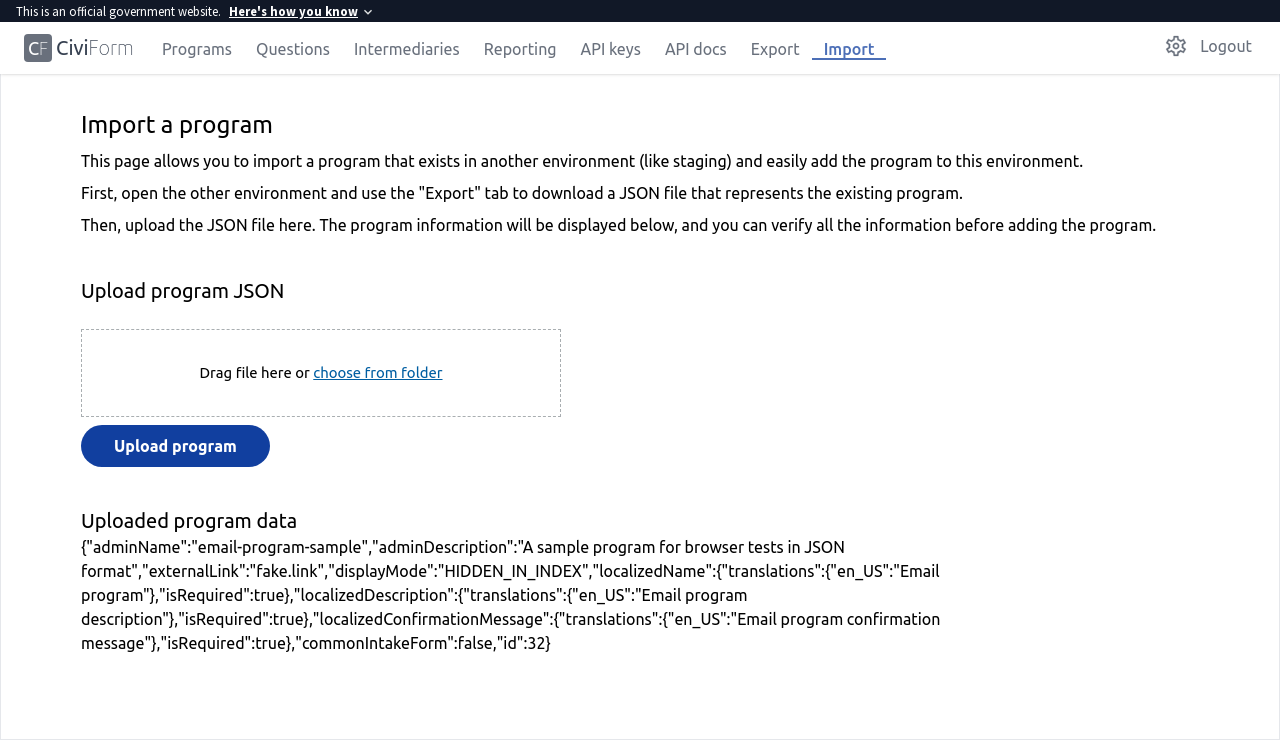 This is an official government website. Here's how you know
CF CiviForm Programs Questions Intermediaries Reporting API keys API docs Export Import Logout
Import a program
This page allows you to import a program that exists in another environment (like staging) and easily add the program to this environment.
First, open the other environment and use the "Export" tab to download a JSON file that represents the existing program.
Then, upload the JSON file here. The program information will be displayed below, and you can verify all the information before adding the program.
Upload program JSON
Drag file here or choose from folder
Upload program
Uploaded program data
{"adminName":"email-program-sample","adminDescription":"A sample program for browser tests in JSON
format","externalLink":"fake.link","displayMode":"HIDDEN_IN_INDEX","localizedName":{"translations":{"en_US":"Email
program"},"isRequired":true},"localizedDescription":{"translations":{"en_US":"Email program
description"},"isRequired":true},"localizedConfirmationMessage":{"translations":{"en_US":"Email program confirmation
message"},"isRequired":true},"commonIntakeForm":false,"id":32}